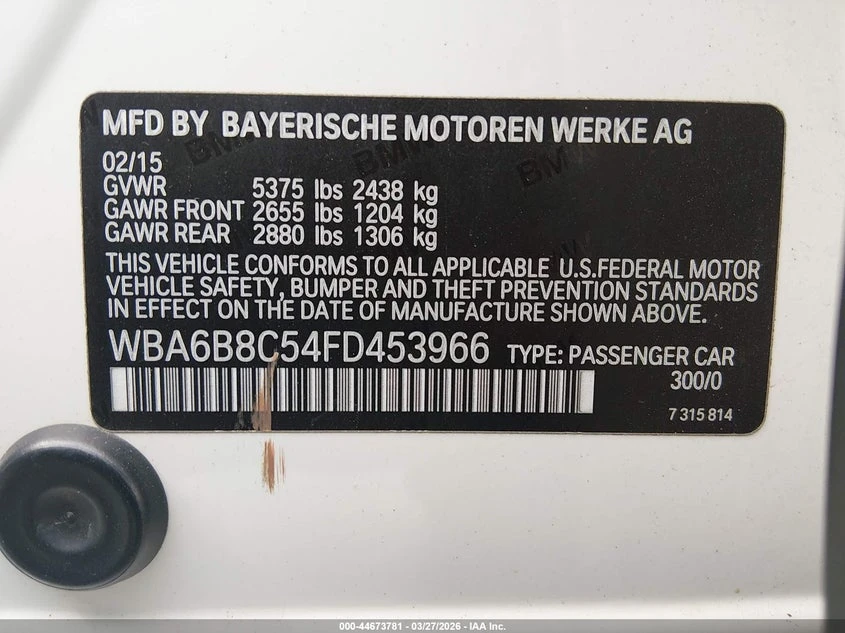 MFD BY BAYERISCHE MOTOREN WERKE AG
02/15
GVWR 5375 lbs 2438 kg
GAWR FRONT 2655 lbs 1204 kg
GAWR REAR 2880 lbs 1306 kg
THIS VEHICLE CONFORMS TO ALL APPLICABLE U.S.FEDERAL MOTOR
VEHICLE SAFETY, BUMPER AND THEFT PREVENTION STANDARDS
IN EFFECT ON THE DATE OF MANUFACTURE SHOWN ABOVE.
WBA6B8C54FD453966 TYPE: PASSENGER CAR
300/0
7 315 814
000-44673781 — 03/27/2026 - IAA Inc.